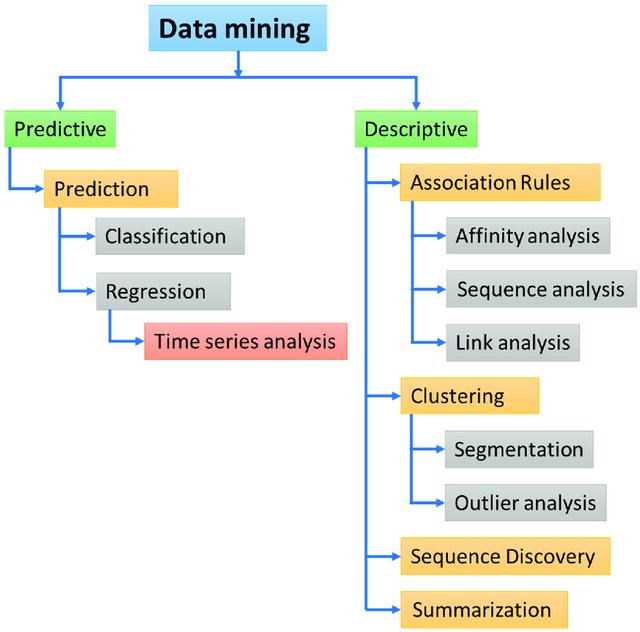 Data mining
Predictive
Prediction
Classification
Regression
Time series analysis
Descriptive
Association Rules
Affinity analysis
Sequence analysis
Link analysis
Clustering
Segmentation
Outlier analysis
Sequence Discovery
Summarization